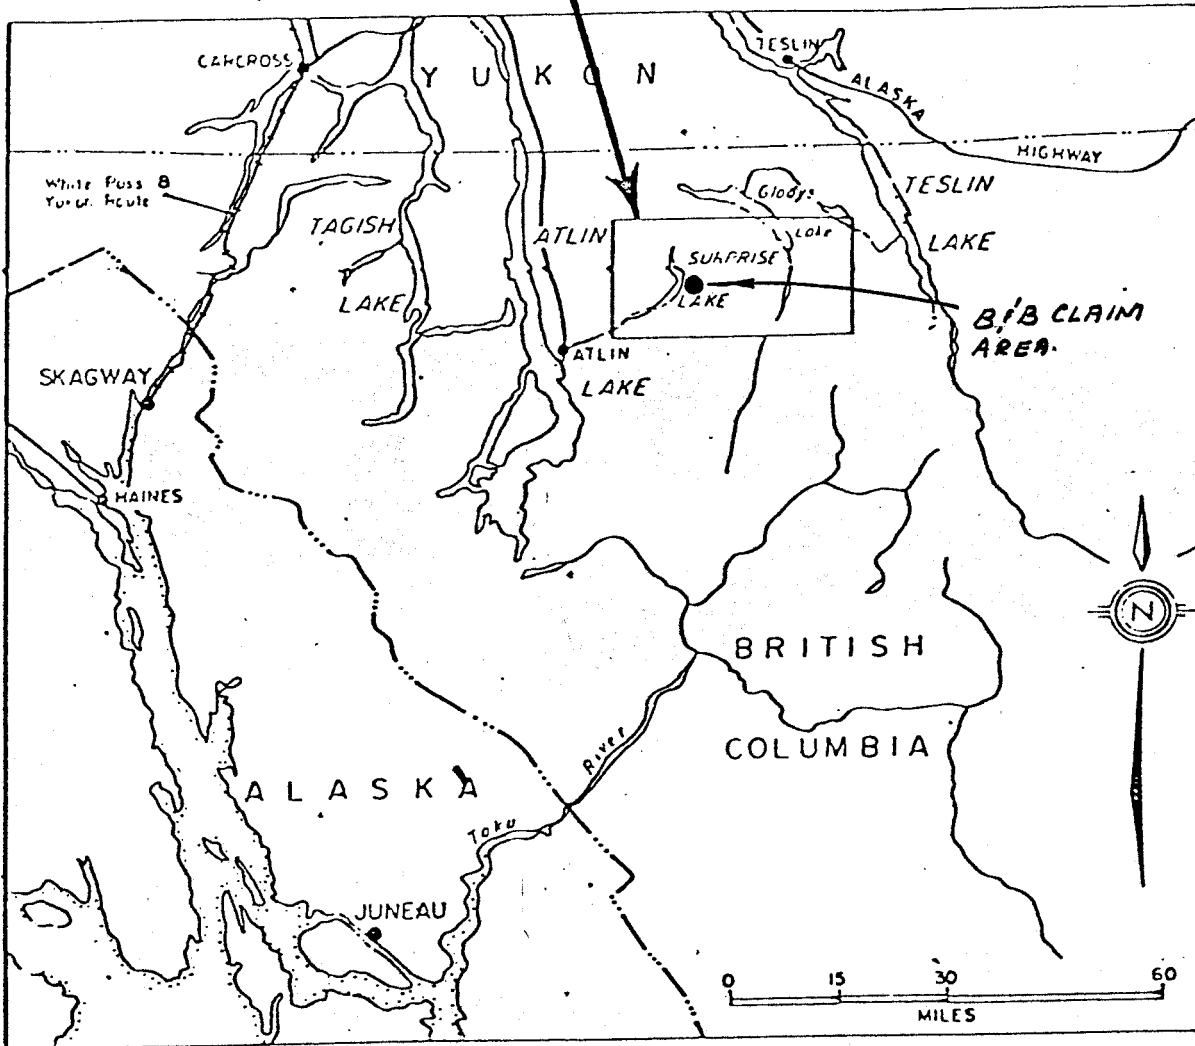 CARCROSS
YUKON
TESLIN
ALASKA
HIGHWAY
White Pass &
Yukon Route
TAGISH
LAKE
ATLIN
Gladys
Lake
TESLIN
LAKE
SURPRISE
LAKE
B & B CLAIM
AREA.
ATLIN
LAKE
SKAGWAY
HAINES
N
BRITISH
COLUMBIA
River
Taku
ALASKA
JUNEAU
0 15 30 60
MILES